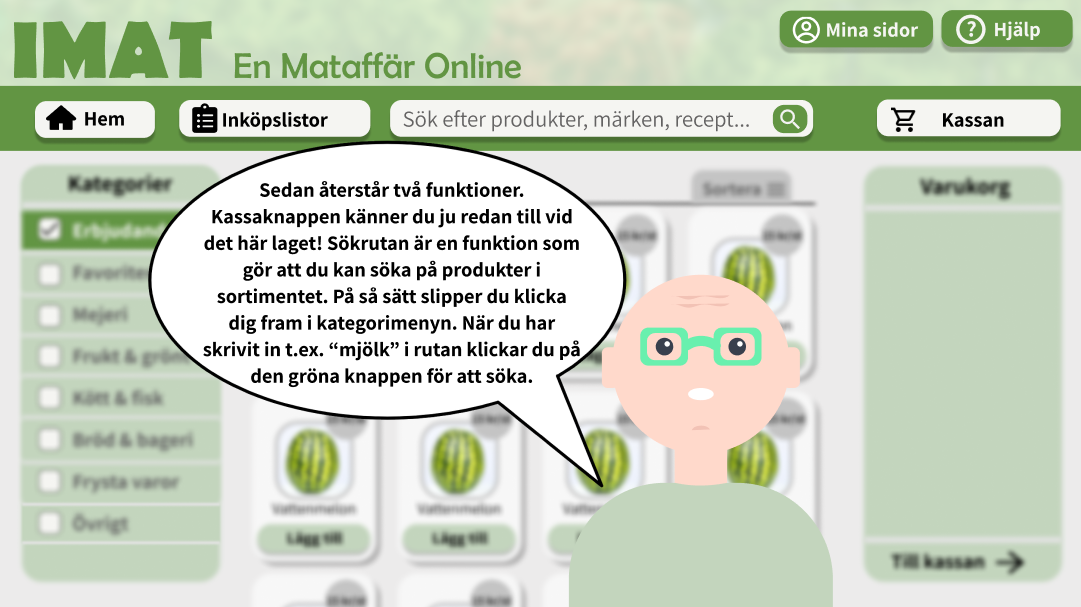 IMAT
En Mataffär Online
Mina sidor
Hjälp
Hem
Inköpslistor
Sök efter produkter, märken, recept...
Kassan
Sedan återstår två funktioner.
Kassaknappen känner du ju redan till vid
det här laget! Sökrutan är en funktion som
gör att du kan söka på produkter i
sortimentet. På så sätt slipper du klicka
dig fram i kategorimenyn. När du har
skrivit in t.ex. “mjölk” i rutan klickar du på
den gröna knappen för att söka.
Kategorier
Mejeri
Frukt &
Kött & fisk
Bröd & bageri
Frysta varor
Övrigt
Sortera
Vattenmelon
Vattenmelon
Lägg till
Lägg till
Varukorg
Till kassan